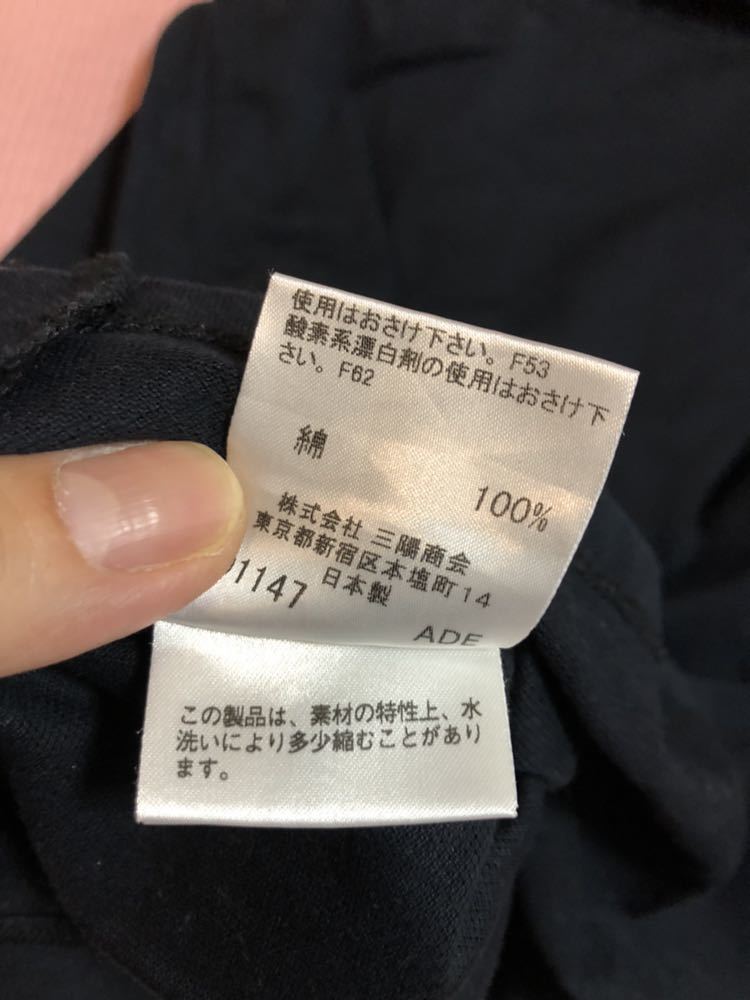 使用はおさけ下さい。F53
酸素系漂白剤の使用はおさけ下
さい。F62
綿
100%
株式会社 三陽商会
東京都新宿区本塩町14
1147 日本製
ADE
この製品は、素材の特性上、水
洗いにより多少縮むことがあり
ます。